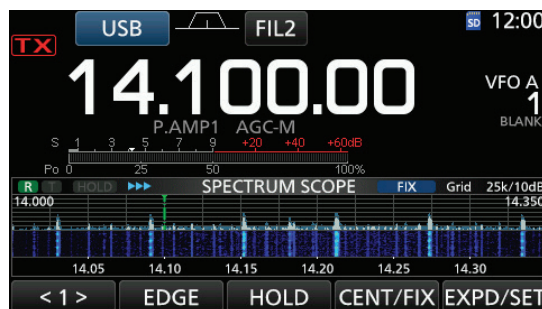 USB FIL2 SD 12:00
TX
14.100.00 VFO A
1
P.AMP1 AGC-M BLANK
S 1 3 5 7 9 +20 +40 +60dB
Po 0 25 50 100%
R T HOLD SPECTRUM SCOPE FIX Grid 25k/10dB
14.000 14.350
14.05 14.10 14.15 14.20 14.25 14.30
< 1 > EDGE HOLD CENT/FIX EXPD/SET